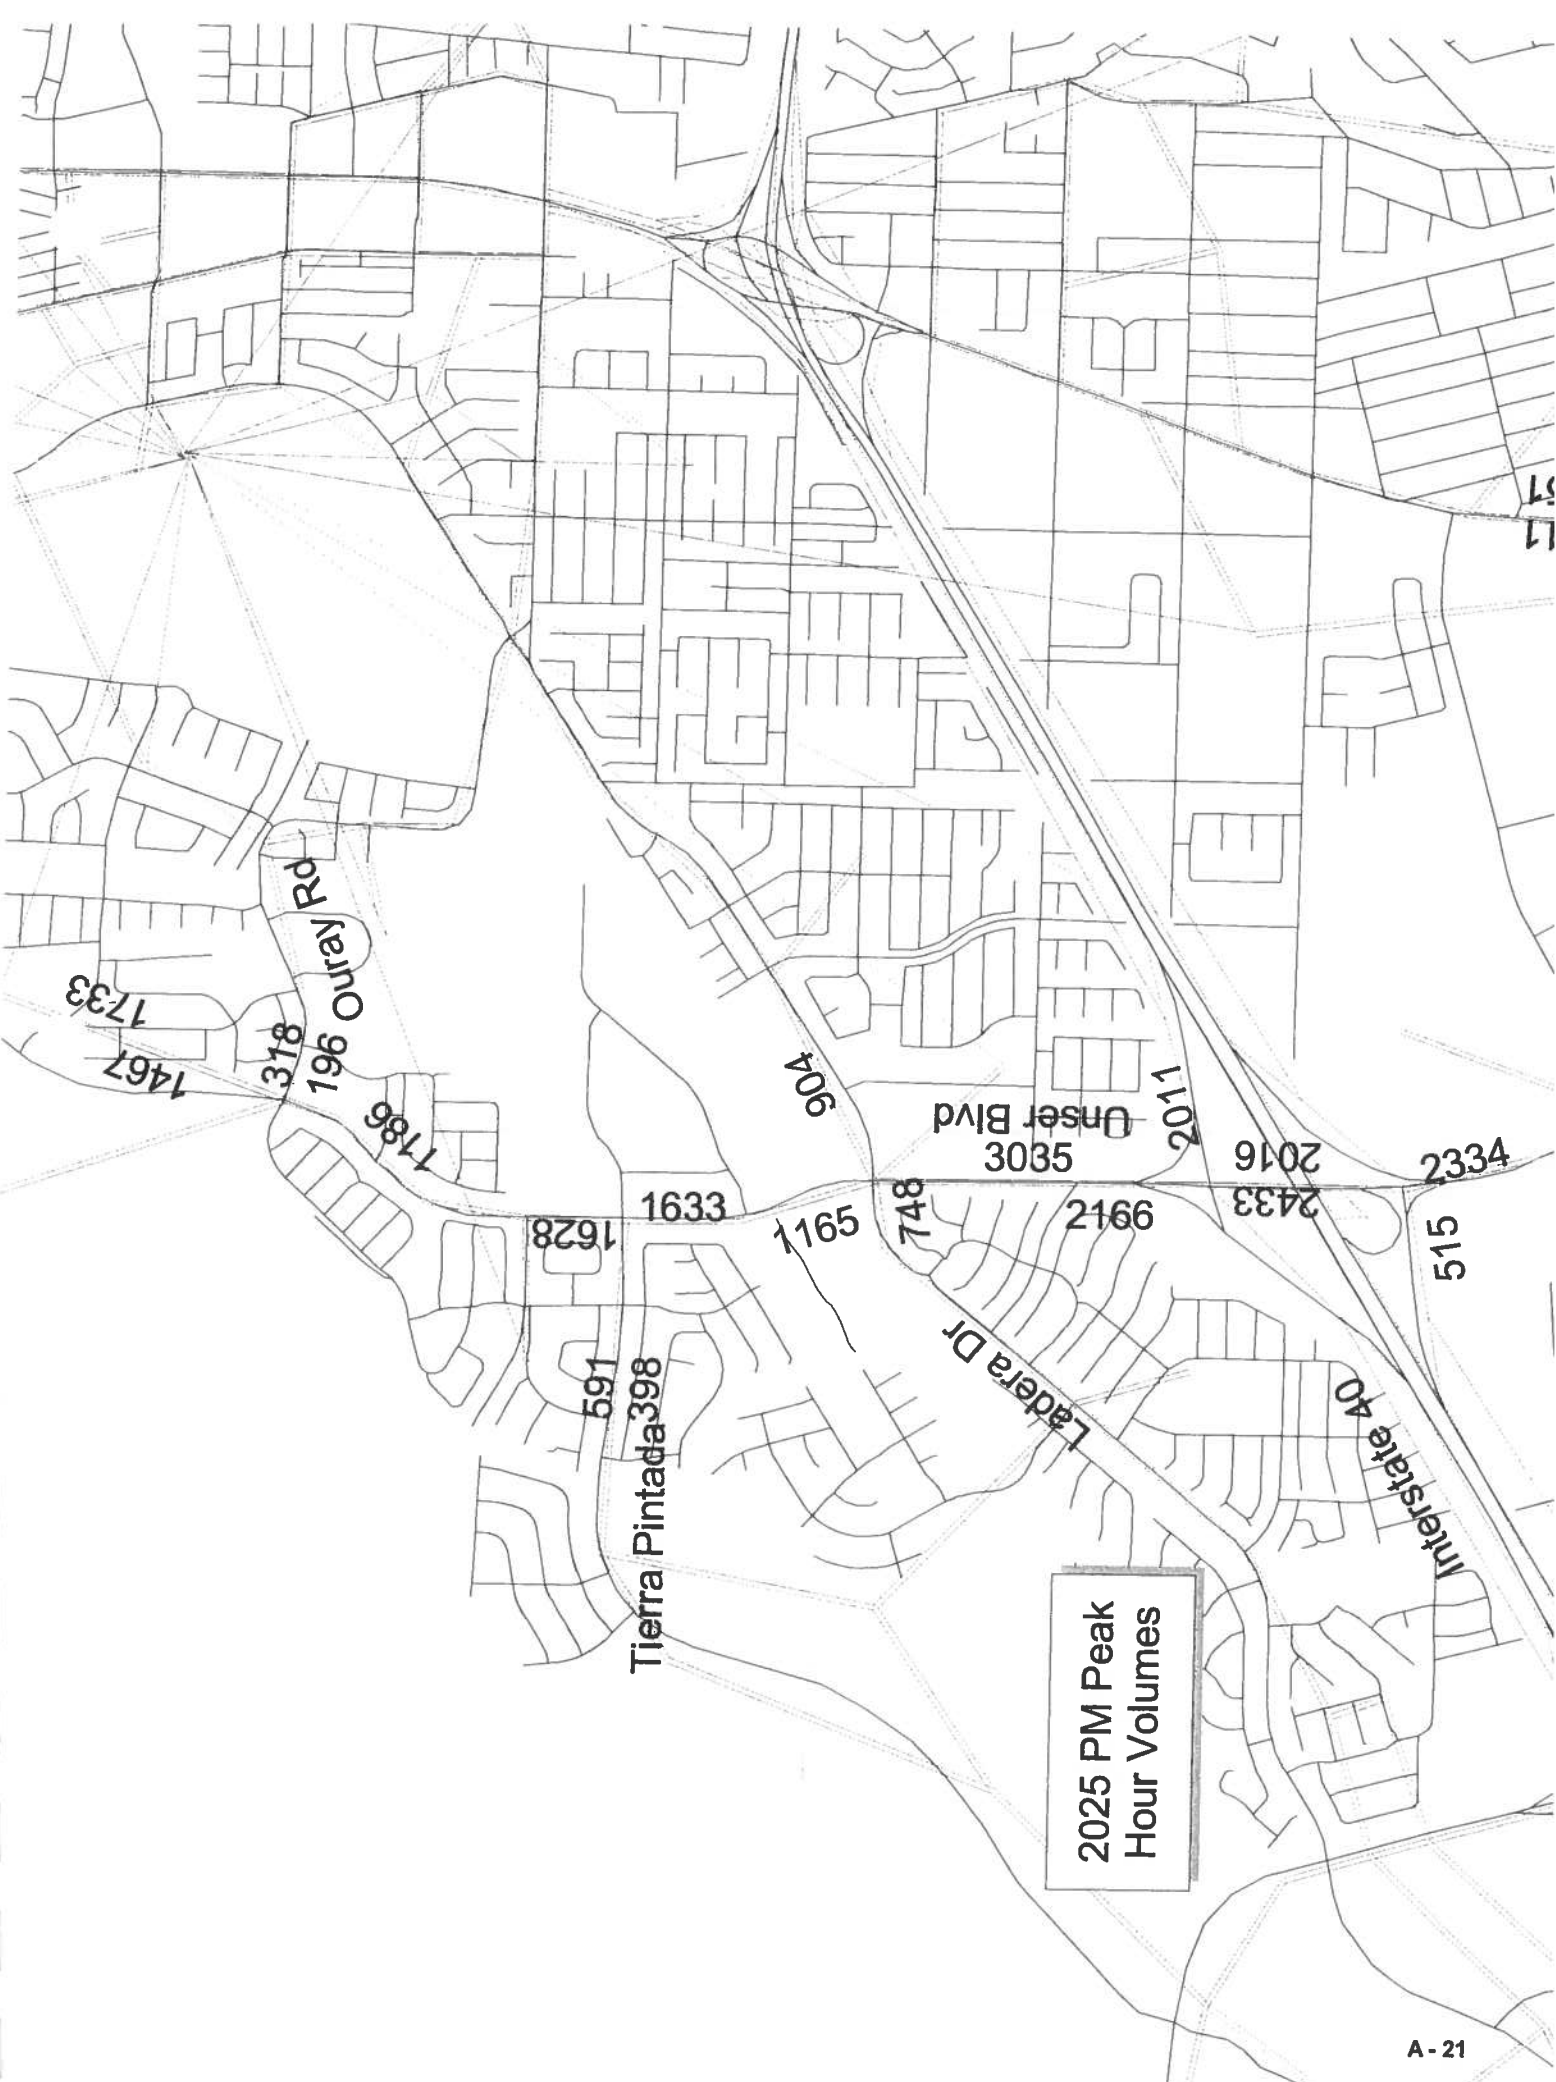 1733
1467
318
196
Ouray Rd
1186
1628
1633
591
398
Tierra Pintada
1165
904
748
Unser Blvd
3035
2166
2011
2016
2433
2334
515
Ladera Dr
Interstate 40
2025 PM Peak
Hour Volumes
A - 21